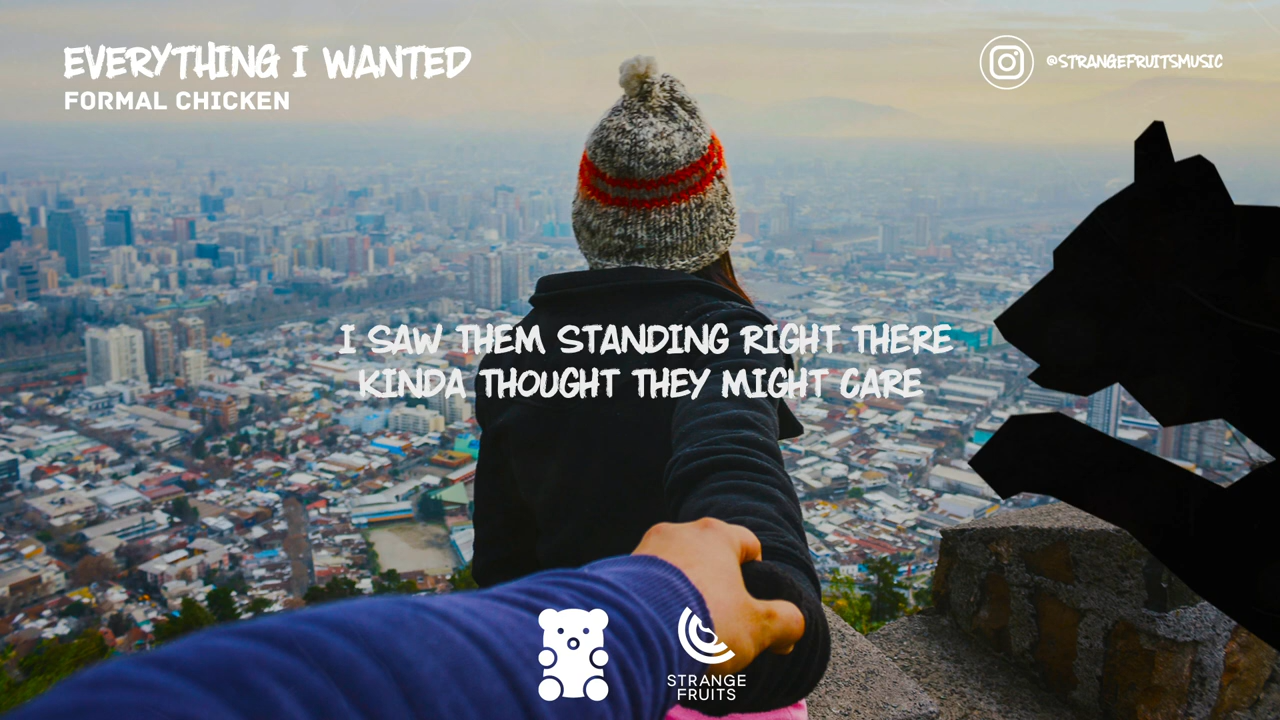 EVERYTHING I WANTED
FORMAL CHICKEN
@STRANGEFRUITSMUSIC
I SAW THEM STANDING RIGHT THERE
KINDA THOUGHT THEY MIGHT CARE
STRANGE
FRUITS